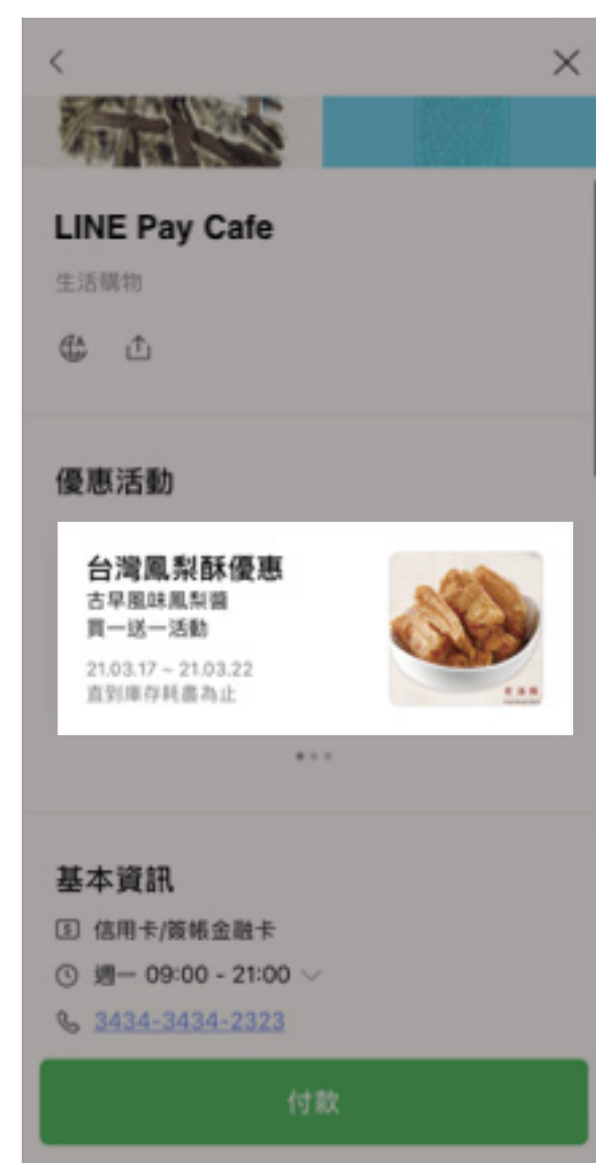 LINE Pay Cafe
生活購物
優惠活動
台灣鳳梨酥優惠
古早風味鳳梨醬
買一送一活動
21.03.17 ~ 21.03.22
直到庫存耗盡為止
基本資訊
信用卡/簽帳金融卡
週一 09:00 - 21:00
3434-3434-2323
付款